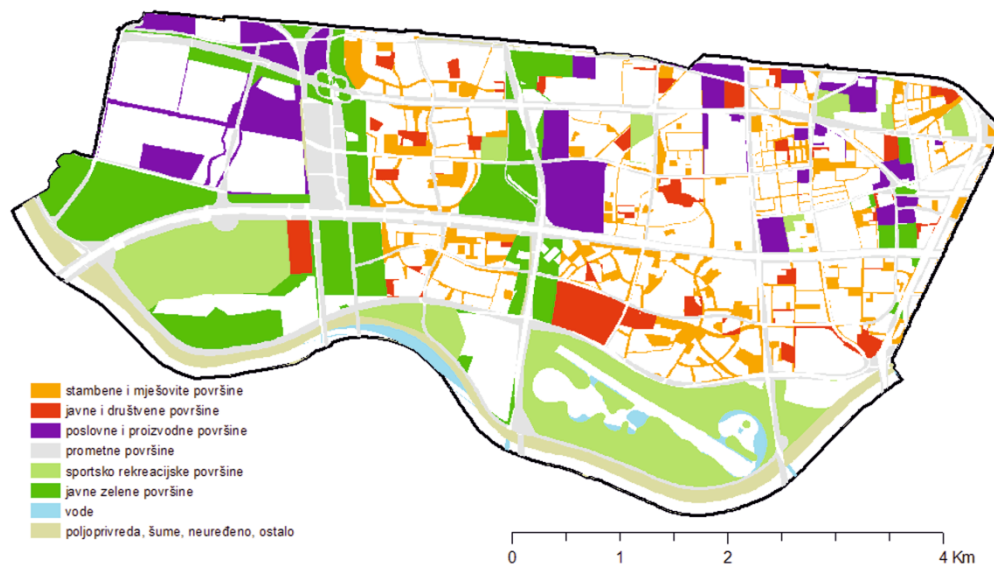 stambene i mješovite površine
javne i društvene površine
poslovne i proizvodne površine
prometne površine
sportsko rekreacijske površine
javne zelene površine
vode
poljoprivreda, šume, neuređeno, ostalo
0 1 2 4 Km